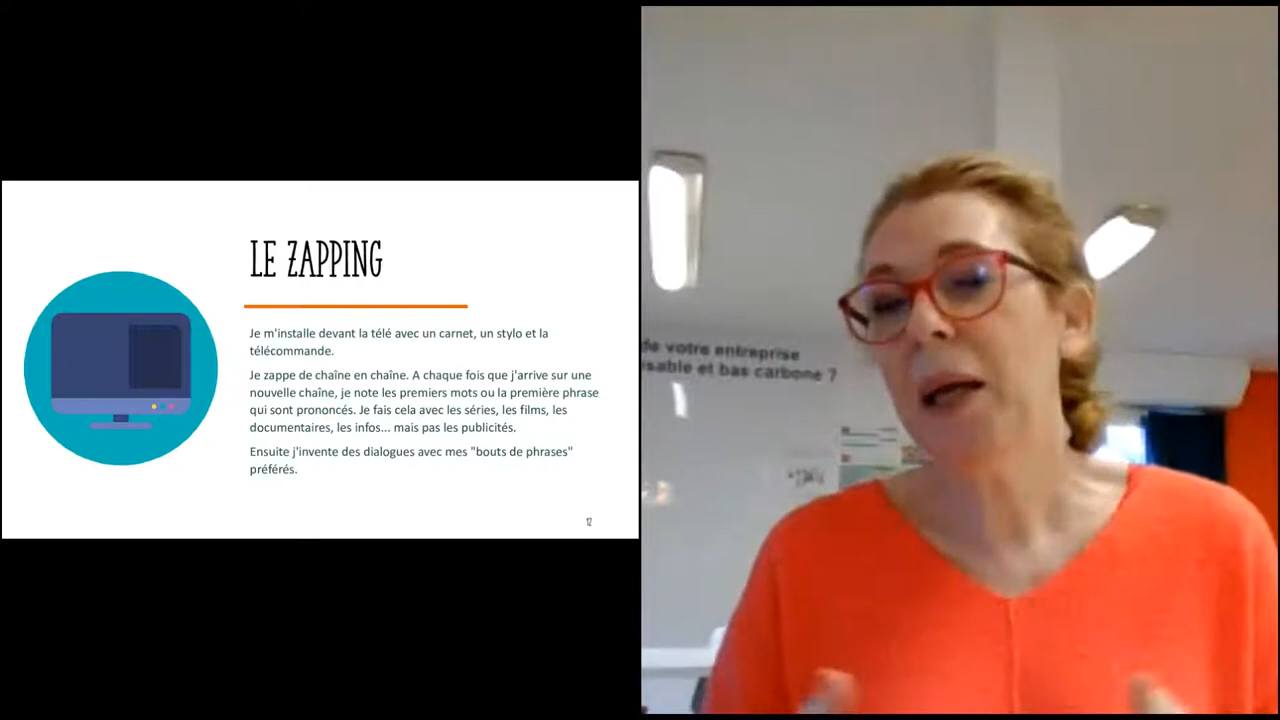 LE ZAPPING
Je m'installe devant la télé avec un carnet, un stylo et la
télécommande.
Je zappe de chaîne en chaîne. A chaque fois que j'arrive sur une
nouvelle chaîne, je note les premiers mots ou la première phrase
qui sont prononcés. Je fais cela avec les séries, les films, les
documentaires, les infos... mais pas les publicités.
Ensuite j'invente des dialogues avec mes "bouts de phrases"
préférés.
12
de votre entreprise
sable et bas carbone ?